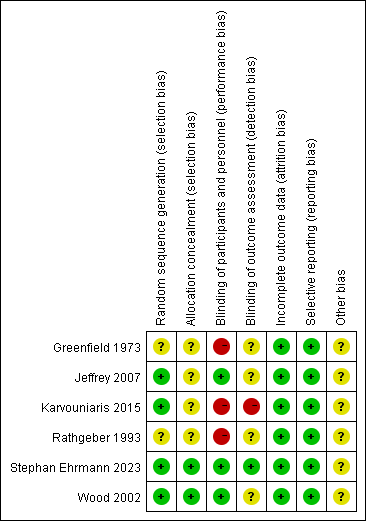 Random sequence generation (selection bias)
Allocation concealment (selection bias)
Blinding of participants and personnel (performance bias)
Blinding of outcome assessment (detection bias)
Incomplete outcome data (attrition bias)
Selective reporting (reporting bias)
Other bias
Greenfield 1973 ? ? ? + + ?
Jeffrey 2007 + ? + ? + + ?
Karvouniaris 2015 + ? + + ?
Rathgeber 1993 ? ? ? + + ?
Stephan Ehrmann 2023 + + + + + + ?
Wood 2002 + + + ? + + ?